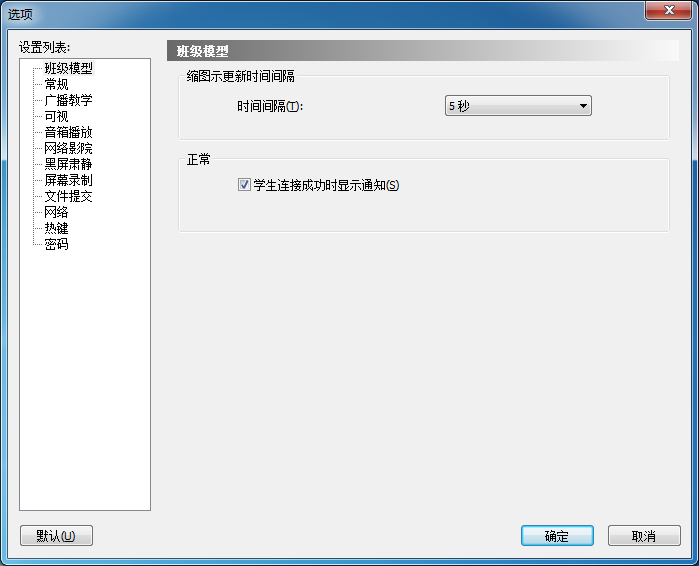 选项
设置列表:
班级模型
常规
广播教学
可视
音箱播放
网络影院
黑屏肃静
屏幕录制
文件提交
网络
热键
密码
班级模型
缩图示更新时间间隔
时间间隔(T):
5 秒
正常
学生连接成功时显示通知(S)
默认(U)
确定
取消